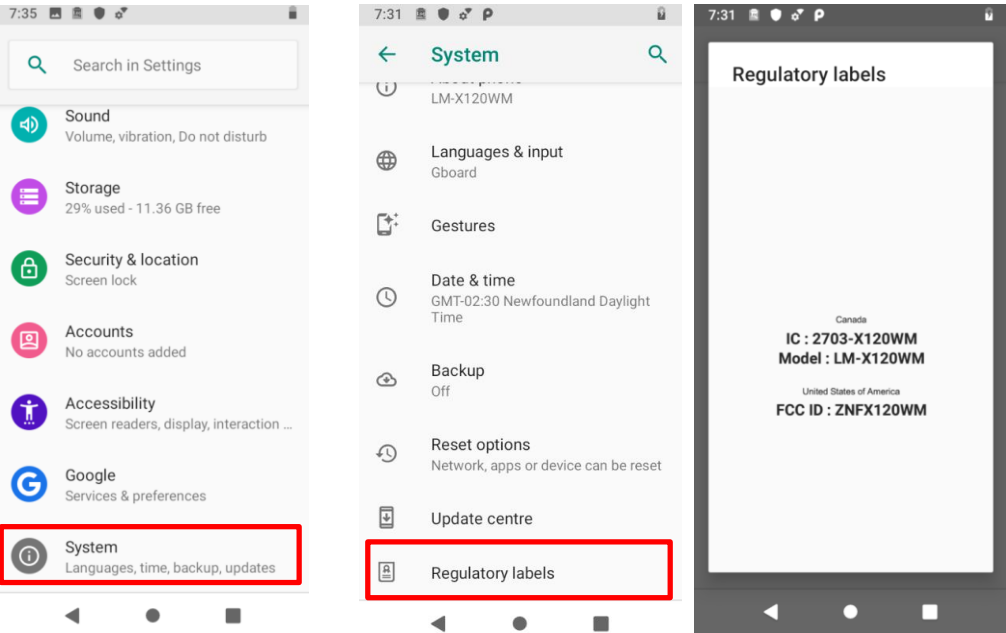 7:35
Search in Settings
Sound
Volume, vibration, Do not disturb
Storage
29% used - 11.36 GB free
Security & location
Screen lock
Accounts
No accounts added
Accessibility
Screen readers, display, interaction ...
Google
Services & preferences
System
Languages, time, backup, updates
7:31
System
LM-X120WM
Languages & input
Gboard
Gestures
Date & time
GMT-02:30 Newfoundland Daylight
Time
Backup
Off
Reset options
Network, apps or device can be reset
Update centre
Regulatory labels
7:31
Regulatory labels
Canada
IC : 2703-X120WM
Model : LM-X120WM
United States of America
FCC ID : ZNFX120WM